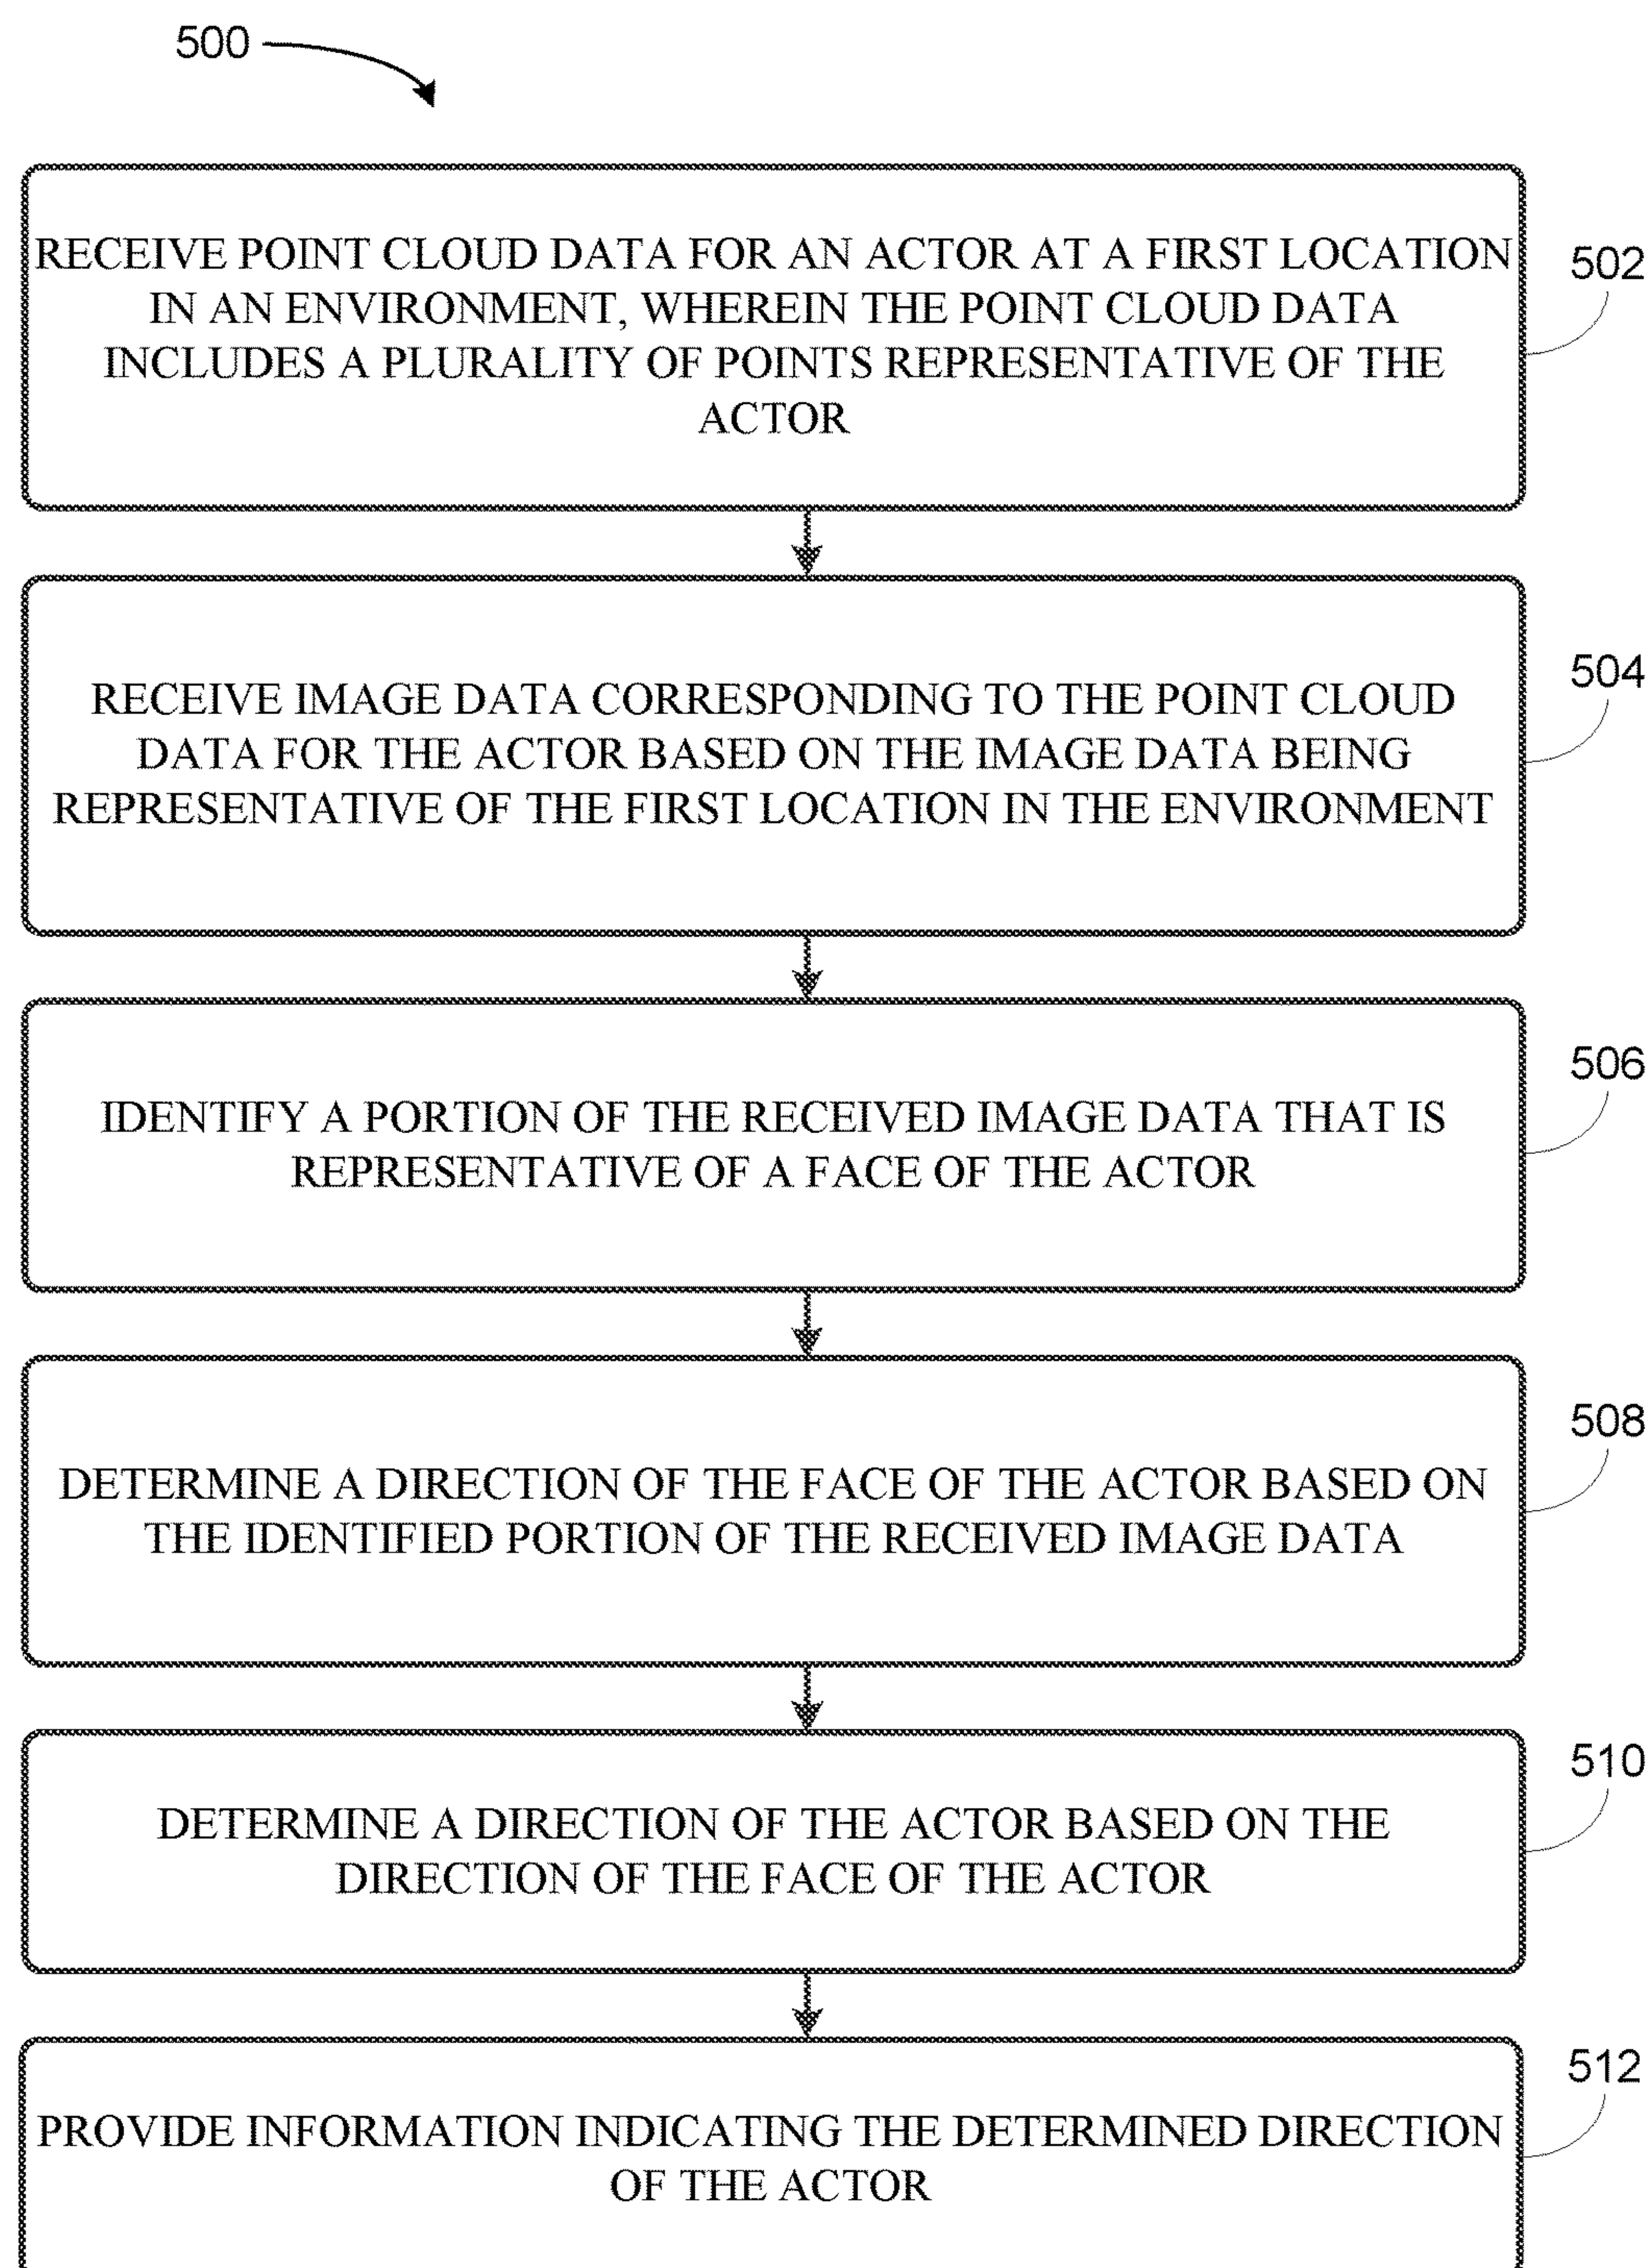 500
RECEIVE POINT CLOUD DATA FOR AN ACTOR AT A FIRST LOCATION
IN AN ENVIRONMENT, WHEREIN THE POINT CLOUD DATA
INCLUDES A PLURALITY OF POINTS REPRESENTATIVE OF THE
ACTOR
502
RECEIVE IMAGE DATA CORRESPONDING TO THE POINT CLOUD
DATA FOR THE ACTOR BASED ON THE IMAGE DATA BEING
REPRESENTATIVE OF THE FIRST LOCATION IN THE ENVIRONMENT
504
IDENTIFY A PORTION OF THE RECEIVED IMAGE DATA THAT IS
REPRESENTATIVE OF A FACE OF THE ACTOR
506
DETERMINE A DIRECTION OF THE FACE OF THE ACTOR BASED ON
THE IDENTIFIED PORTION OF THE RECEIVED IMAGE DATA
508
DETERMINE A DIRECTION OF THE ACTOR BASED ON THE
DIRECTION OF THE FACE OF THE ACTOR
510
PROVIDE INFORMATION INDICATING THE DETERMINED DIRECTION
OF THE ACTOR
512